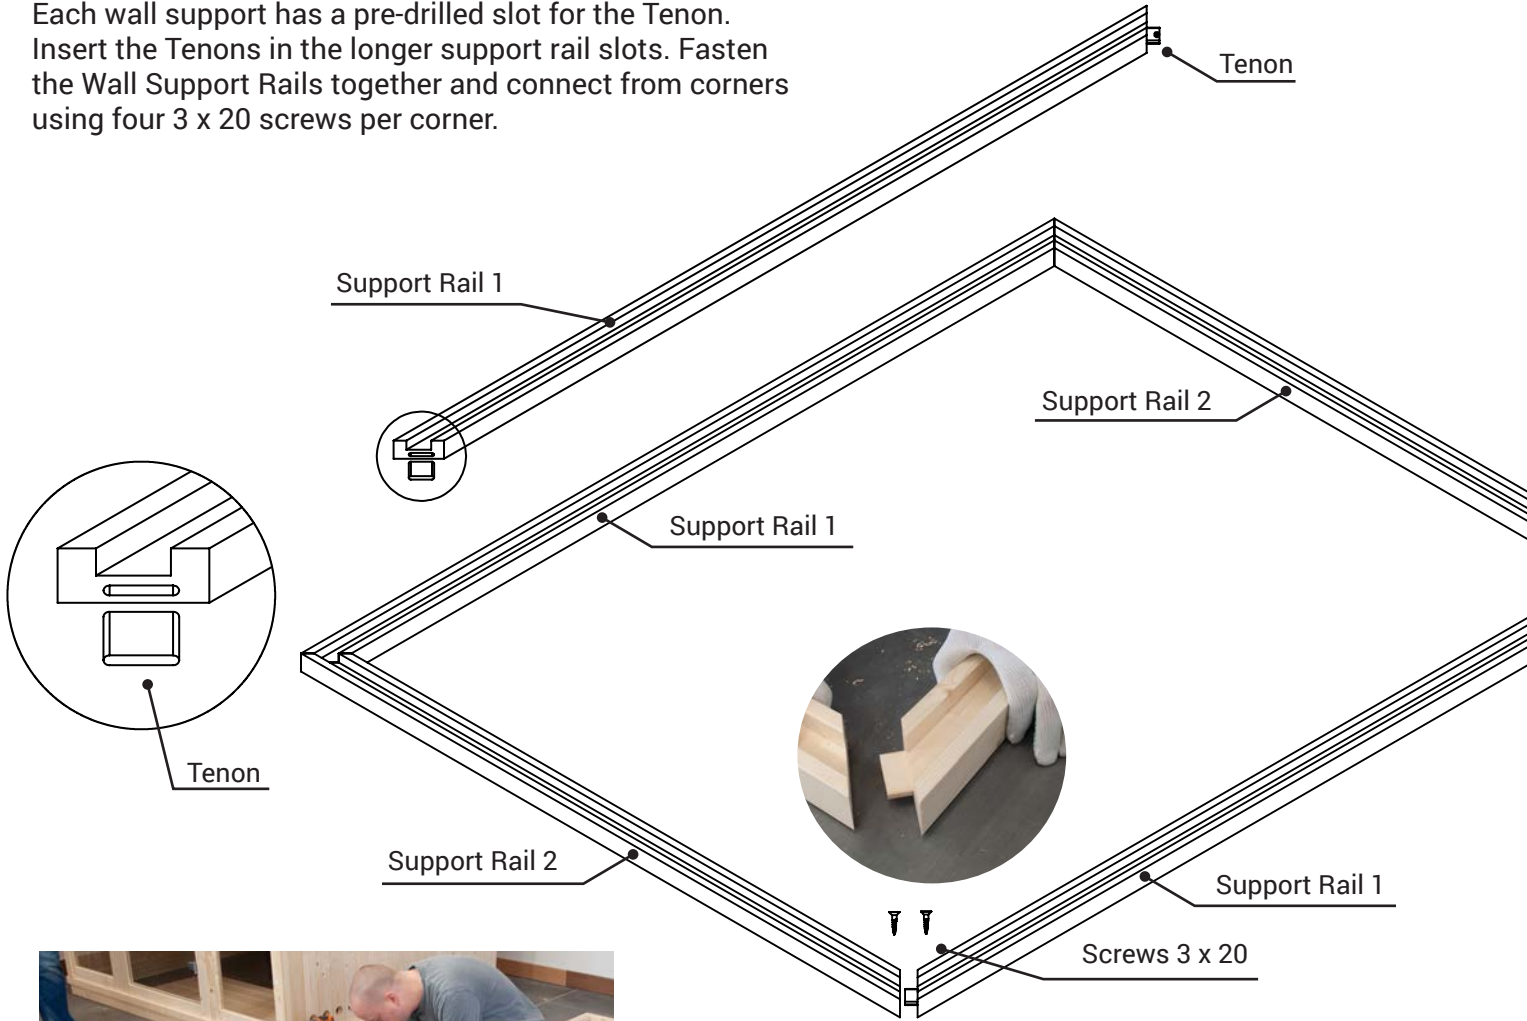 Each wall support has a pre-drilled slot for the Tenon.
Insert the Tenons in the longer support rail slots. Fasten
the Wall Support Rails together and connect from corners
using four 3 x 20 screws per corner.
Tenon
Support Rail 1
Support Rail 2
Support Rail 1
Tenon
Support Rail 2
Support Rail 1
Screws 3 x 20